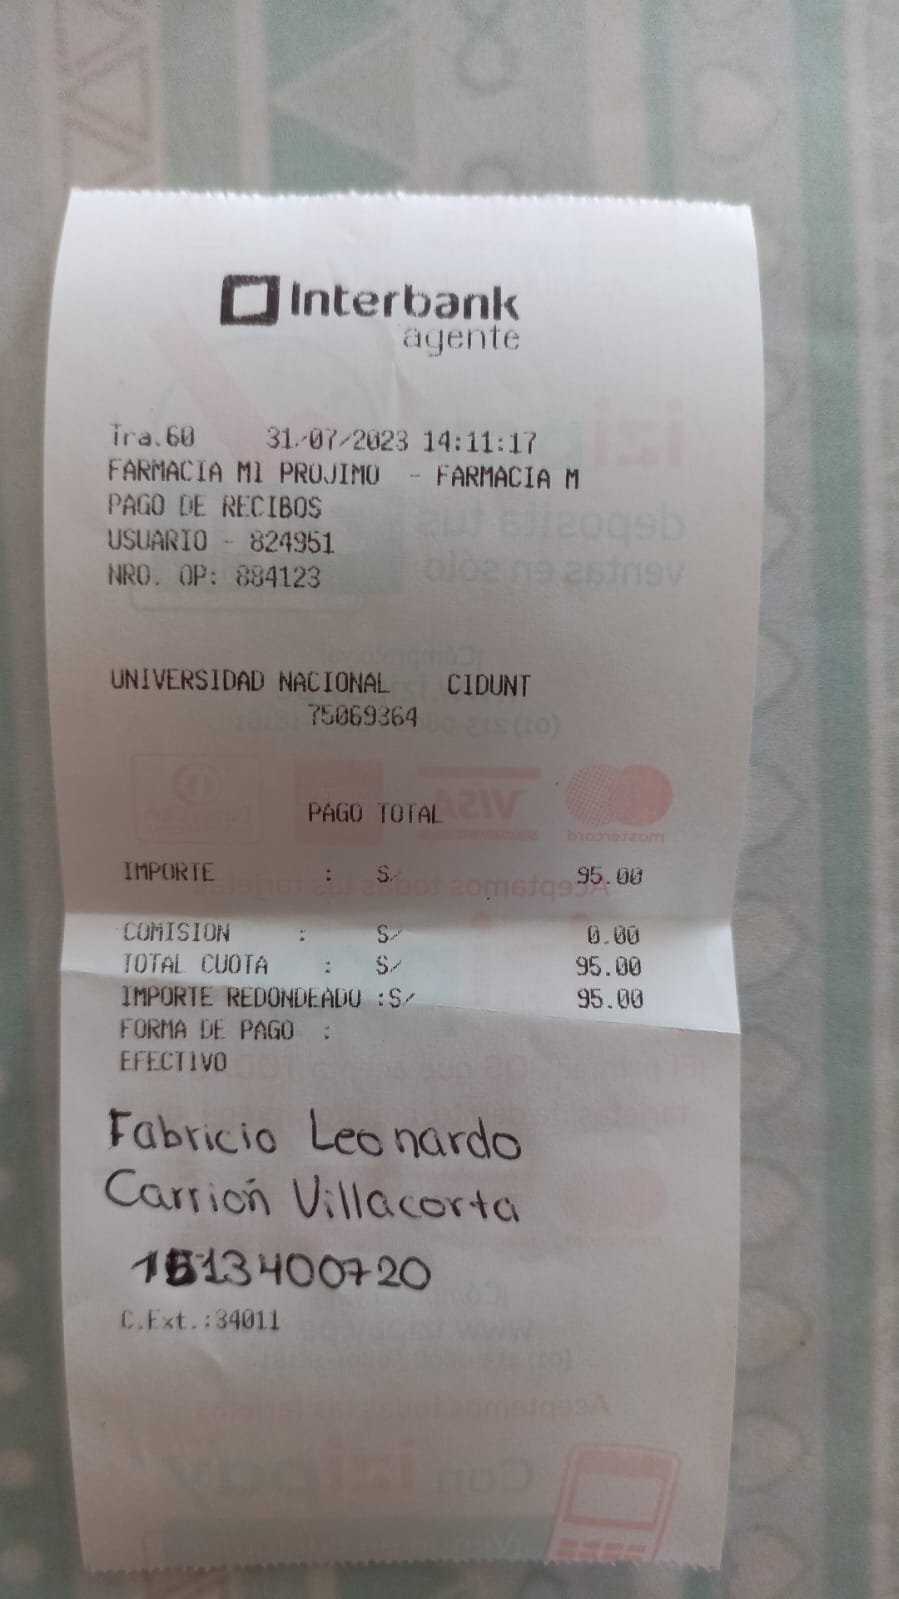 Interbank
agente
Tra.60 31/07/2023 14:11:17
FARMACIA MI PROJIMO - FARMACIA M
PAGO DE RECIBOS
USUARIO - 824951
NRO. OP: 884123
UNIVERSIDAD NACIONAL CIDUNT
75069364
PAGO TOTAL
IMPORTE : S/ 95.00
COMISION : S/ 0.00
TOTAL CUOTA : S/ 95.00
IMPORTE REDONDEADO :S/ 95.00
FORMA DE PAGO :
EFECTIVO
Fabricio Leonardo
Carrión Villacorta
1513400720
C.Ext.:34011